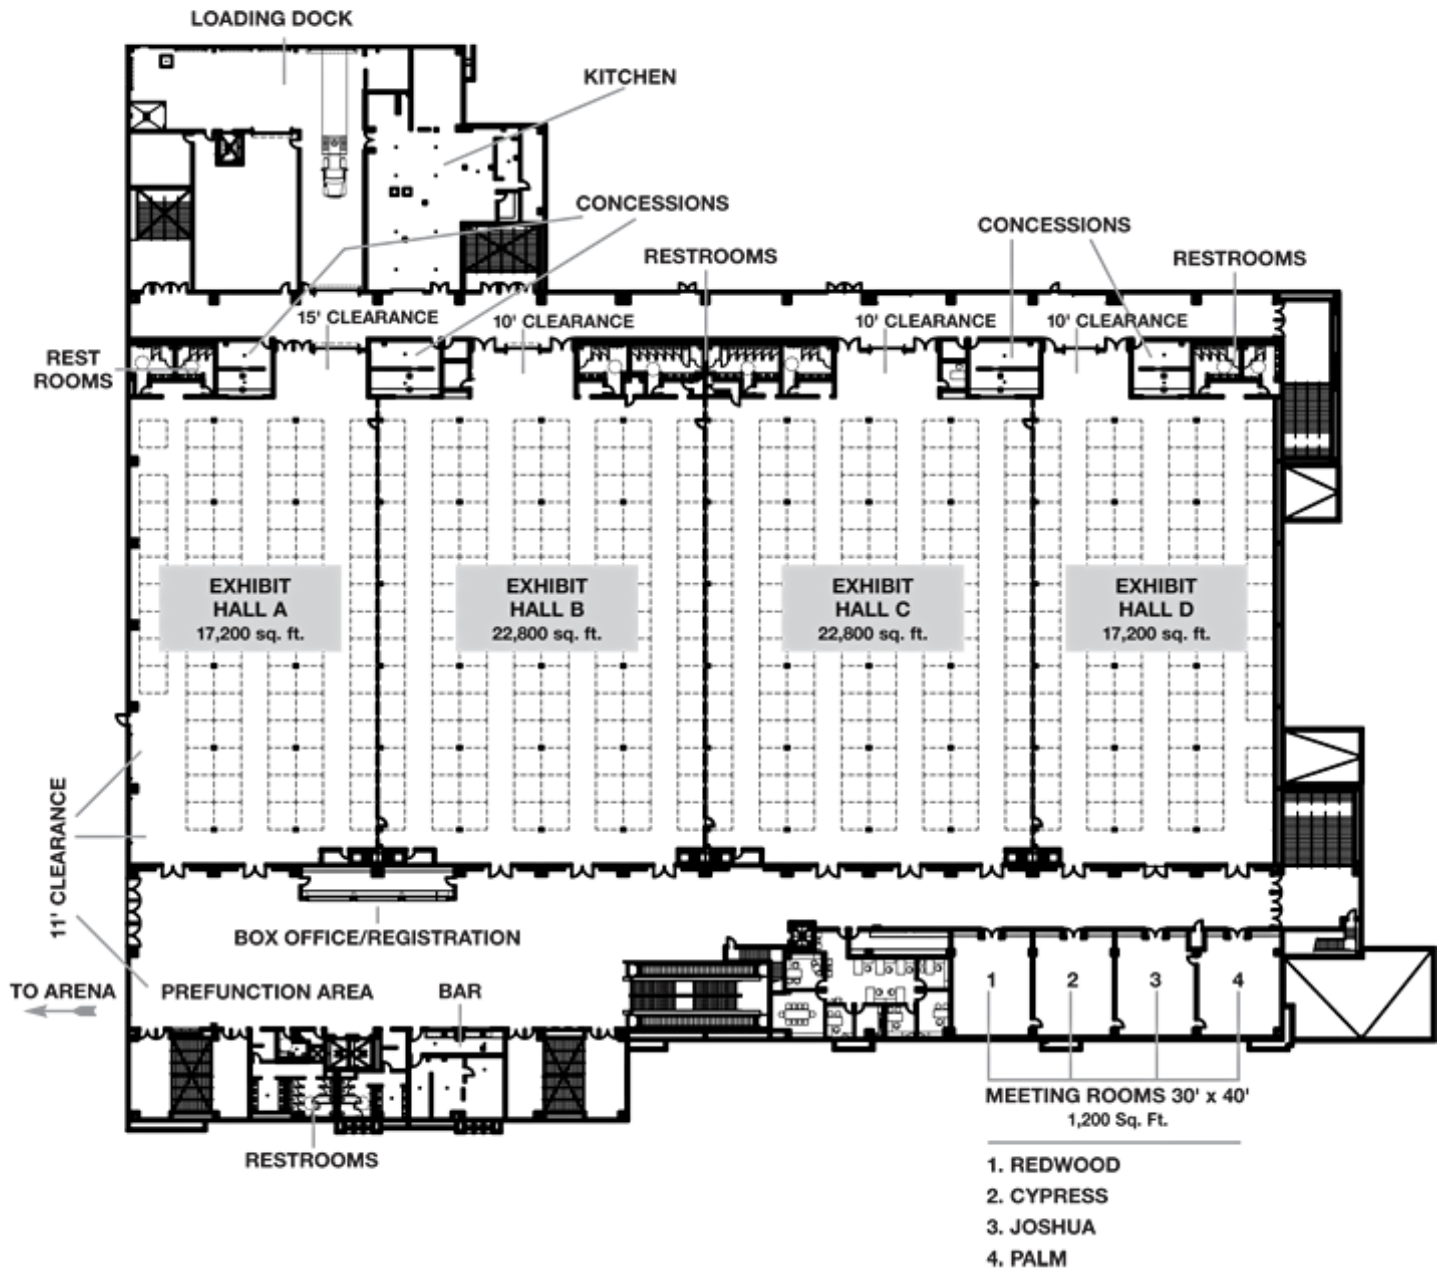 LOADING DOCK
KITCHEN
CONCESSIONS
CONCESSIONS
RESTROOMS
RESTROOMS
15' CLEARANCE
10' CLEARANCE
10' CLEARANCE
10' CLEARANCE
REST
ROOMS
EXHIBIT
HALL A
17,200 sq. ft.
EXHIBIT
HALL B
22,800 sq. ft.
EXHIBIT
HALL C
22,800 sq. ft.
EXHIBIT
HALL D
17,200 sq. ft.
11' CLEARANCE
BOX OFFICE/REGISTRATION
TO ARENA
PREFUNCTION AREA
BAR
1
2
3
4
MEETING ROOMS 30' x 40'
1,200 Sq. Ft.
RESTROOMS
1. REDWOOD
2. CYPRESS
3. JOSHUA
4. PALM